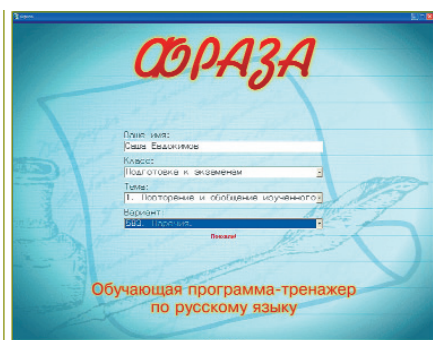 ФРАЗА
Ваше имя:
Саша Евдокимов
Класс:
Подготовка к экзаменам
Тема:
1. Повторение и обобщение изученного
Вариант:
Наречия.
Поехали!
Обучающая программа-тренажер
по русскому языку